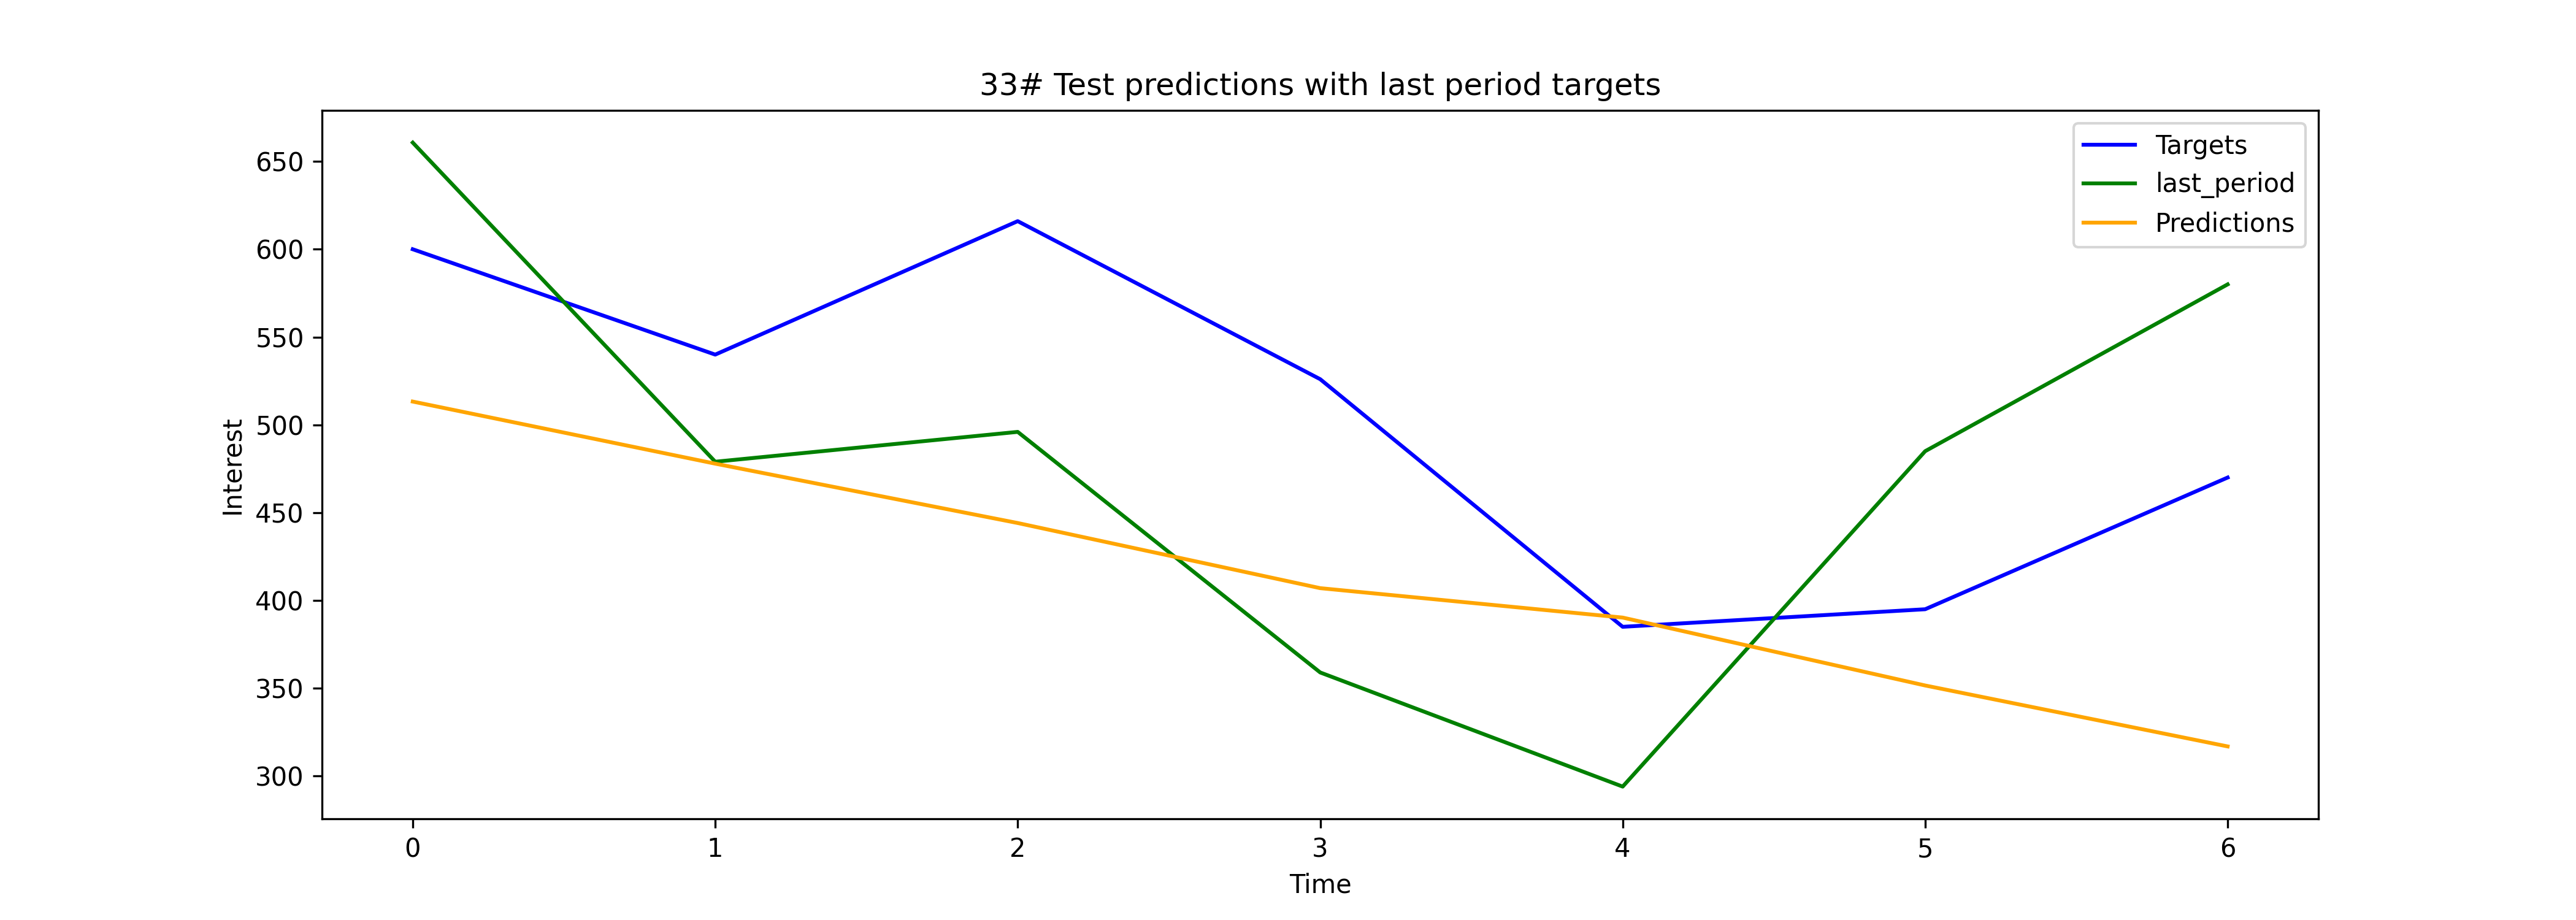 33# Test predictions with last period targets
Targets
last_period
Predictions
Interest
650
600
550
500
450
400
350
300
0 1 2 3 4 5 6
Time